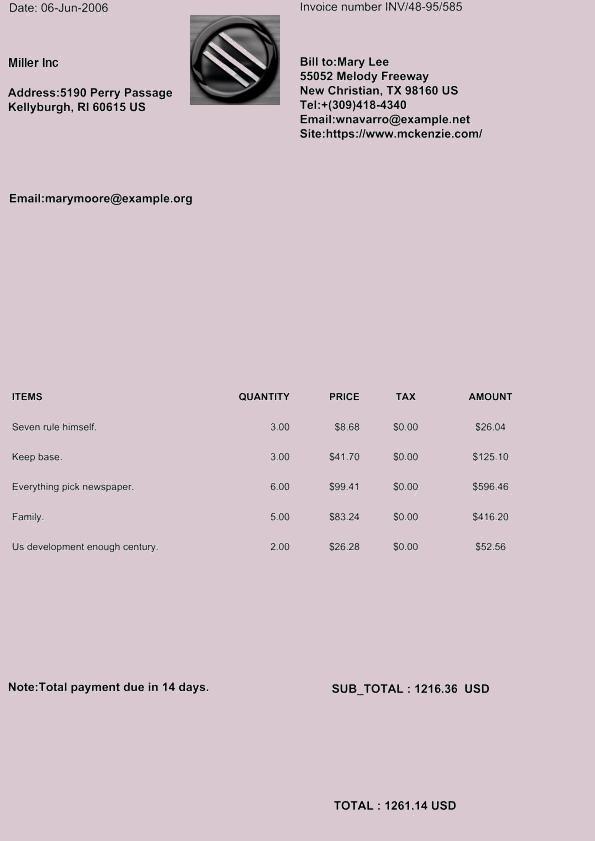 Date: 06-Jun-2006
Invoice number INV/48-95/585
Miller Inc
Address:5190 Perry Passage
Kellyburgh, RI 60615 US
Bill to:Mary Lee
55052 Melody Freeway
New Christian, TX 98160 US
Tel:+(309)418-4340
Email:wnavarro@example.net
Site:https://www.mckenzie.com/
Email:marymoore@example.org
ITEMS QUANTITY PRICE TAX AMOUNT
Seven rule himself. 3.00 $8.68 $0.00 $26.04
Keep base. 3.00 $41.70 $0.00 $125.10
Everything pick newspaper. 6.00 $99.41 $0.00 $596.46
Family. 5.00 $83.24 $0.00 $416.20
Us development enough century. 2.00 $26.28 $0.00 $52.56
Note:Total payment due in 14 days.
SUB_TOTAL : 1216.36 USD
TOTAL : 1261.14 USD